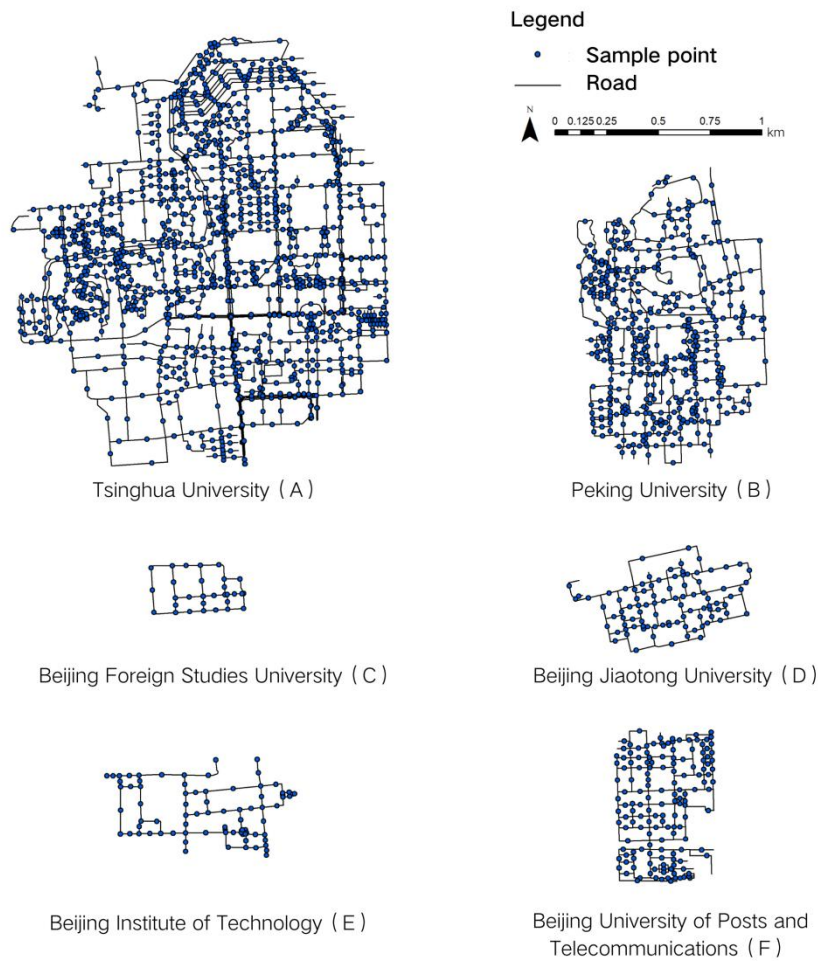 Legend
Sample point
Road
N
0 0.125 0.25 0.5 0.75 1
km
Tsinghua University (A)
Peking University (B)
Beijing Foreign Studies University (C)
Beijing Jiaotong University (D)
Beijing Institute of Technology (E)
Beijing University of Posts and
Telecommunications (F)